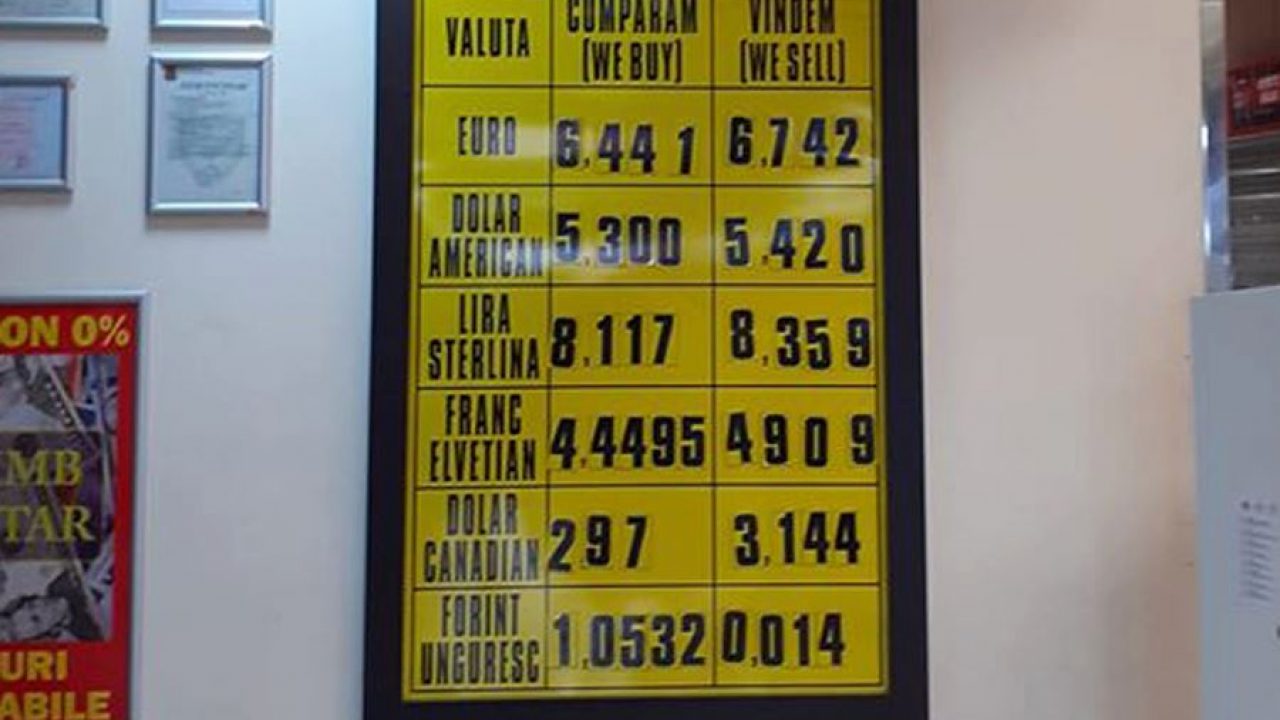 VALUTA
CUMPARAM
(WE BUY)
VINDEM
(WE SELL)
EURO
6,441
6,742
DOLAR
AMERICAN
5,300
5,420
LIRA
STERLINA
8,117
8,359
FRANC
ELVETIAN
4,4495
4909
DOLAR
CANADIAN
297
3,144
FORINT
UNGURESC
1,0532
0,014
ON 0%
MB
TAR
URI
ABILE